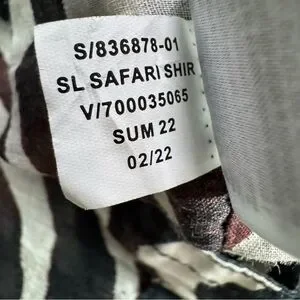 S/836878-01
SL SAFARI SHIR
V/700035065
SUM 22
02/22